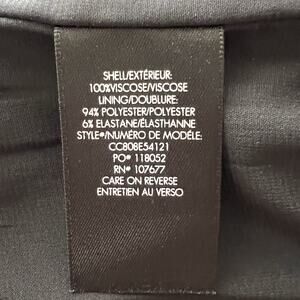 SHELL/EXTÉRIEUR:
100%VISCOSE/VISCOSE
LINING/DOUBLURE:
94% POLYESTER/POLYESTER
6% ELASTANE/ÉLASTHANNE
STYLE#/NUMÉRO DE MODÈLE:
CC808E54121
PO# 118052
RN# 107677
CARE ON REVERSE
ENTRETIEN AU VERSO